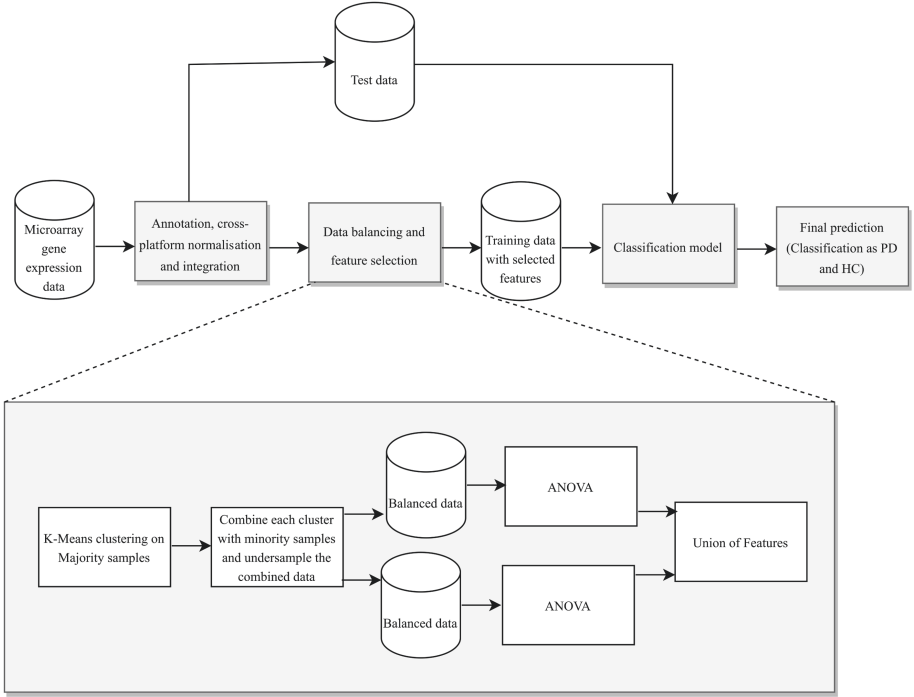 Test data
Microarray
gene
expression
data
Annotation, cross-
platform normalisation
and integration
Data balancing and
feature selection
Training data
with selected
features
Classification model
Final prediction
(Classification as PD
and HC)
K-Means clustering on
Majority samples
Combine each cluster
with minority samples
and undersample the
combined data
Balanced data
ANOVA
Balanced data
ANOVA
Union of Features